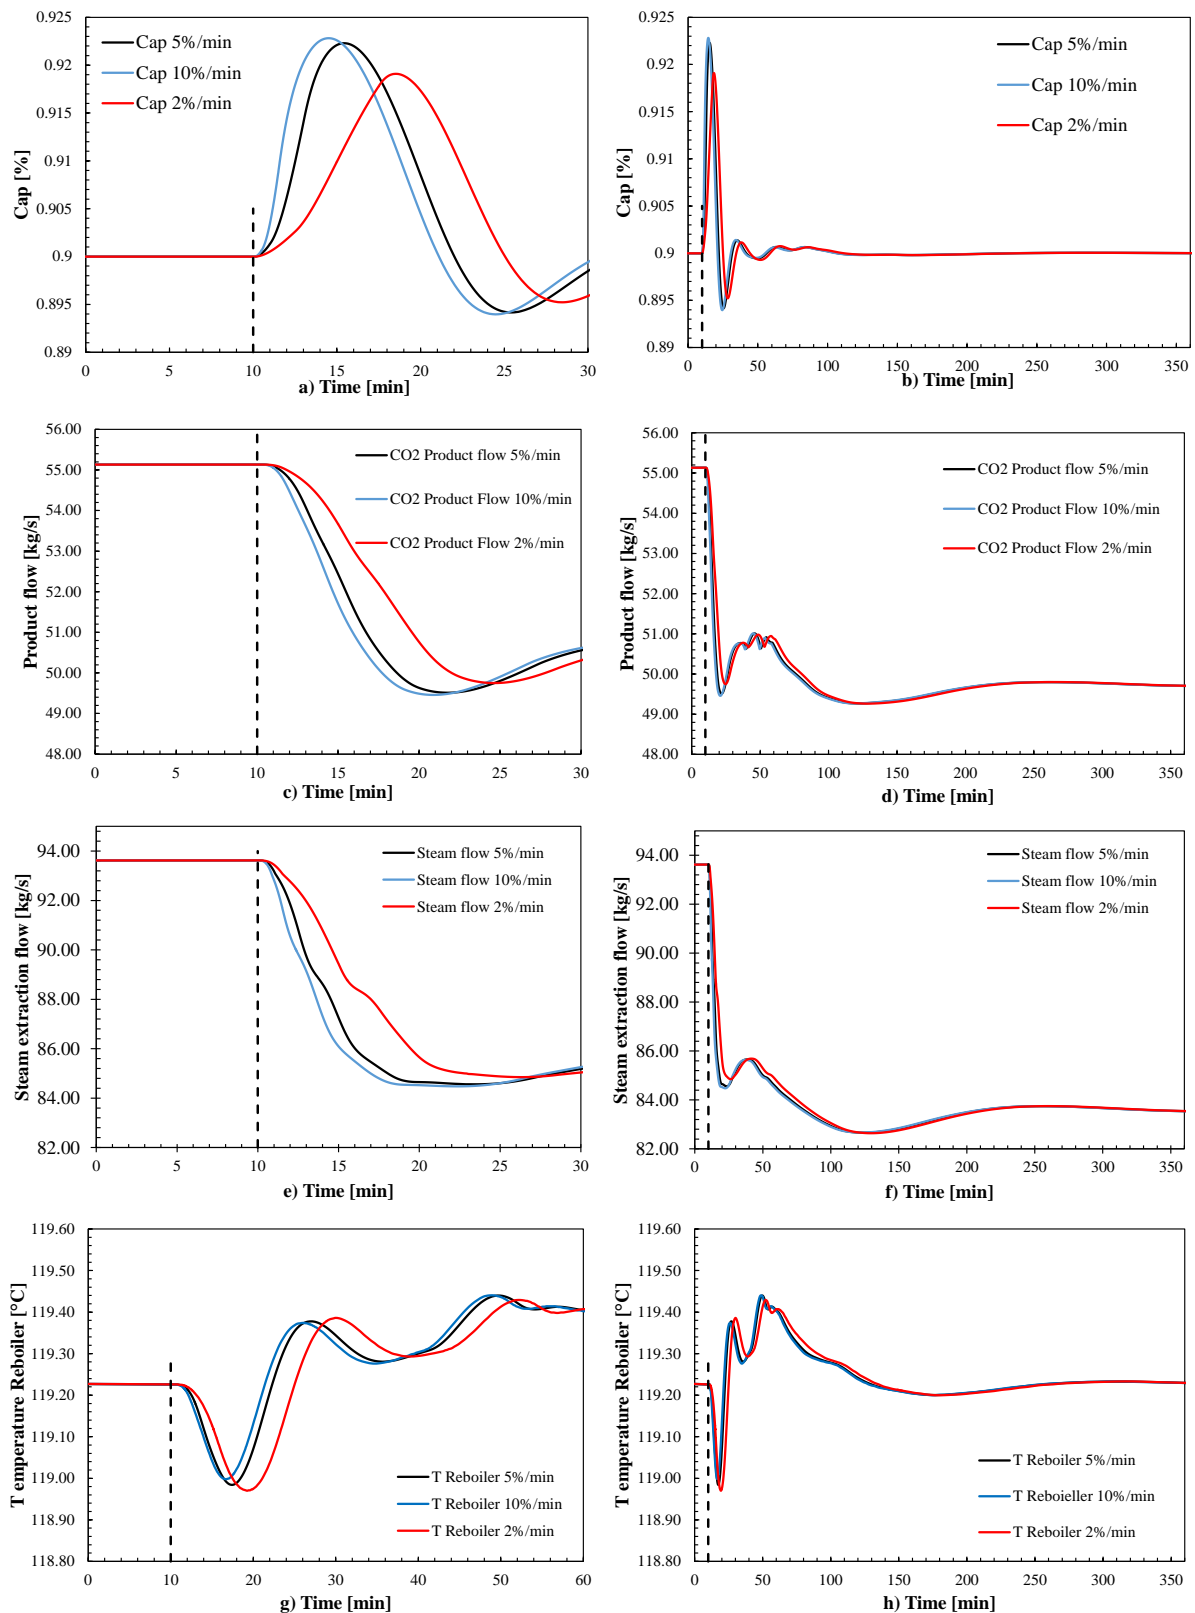 0.925
0.92
0.915
0.91
0.905
0.9
0.895
0.89
Cap [%]
Cap 5%/min
Cap 10%/min
Cap 2%/min
0 5 10 15 20 25 30
a) Time [min]
0.925
0.92
0.915
0.91
0.905
0.9
0.895
0.89
Cap [%]
Cap 5%/min
Cap 10%/min
Cap 2%/min
0 50 100 150 200 250 300 350
b) Time [min]
56.00
55.00
54.00
53.00
52.00
51.00
50.00
49.00
48.00
Product flow [kg/s]
CO2 Product flow 5%/min
CO2 Product Flow 10%/min
CO2 Product Flow 2%/min
0 5 10 15 20 25 30
c) Time [min]
56.00
55.00
54.00
53.00
52.00
51.00
50.00
49.00
48.00
Product flow [kg/s]
CO2 Product flow 5%/min
CO2 Product Flow 10%/min
CO2 Product Flow 2%/min
0 50 100 150 200 250 300 350
d) Time [min]
94.00
92.00
90.00
88.00
86.00
84.00
82.00
Steam extraction flow [kg/s]
Steam flow 5%/min
Steam flow 10%/min
Steam flow 2%/min
0 5 10 15 20 25 30
e) Time [min]
94.00
92.00
90.00
88.00
86.00
84.00
82.00
Steam extraction flow [kg/s]
Steam flow 5%/min
Steam flow 10%/min
Steam flow 2%/min
0 50 100 150 200 250 300 350
f) Time [min]
119.60
119.50
119.40
119.30
119.20
119.10
119.00
118.90
118.80
T emperature Reboiler [°C]
T Reboiler 5%/min
T Reboiler 10%/min
T Reboiler 2%/min
0 10 20 30 40 50 60
g) Time [min]
119.60
119.50
119.40
119.30
119.20
119.10
119.00
118.90
118.80
T emperature Reboiler [°C]
T Reboiler 5%/min
T Reboieller 10%/min
T Reboiler 2%/min
0 50 100 150 200 250 300 350
h) Time [min]